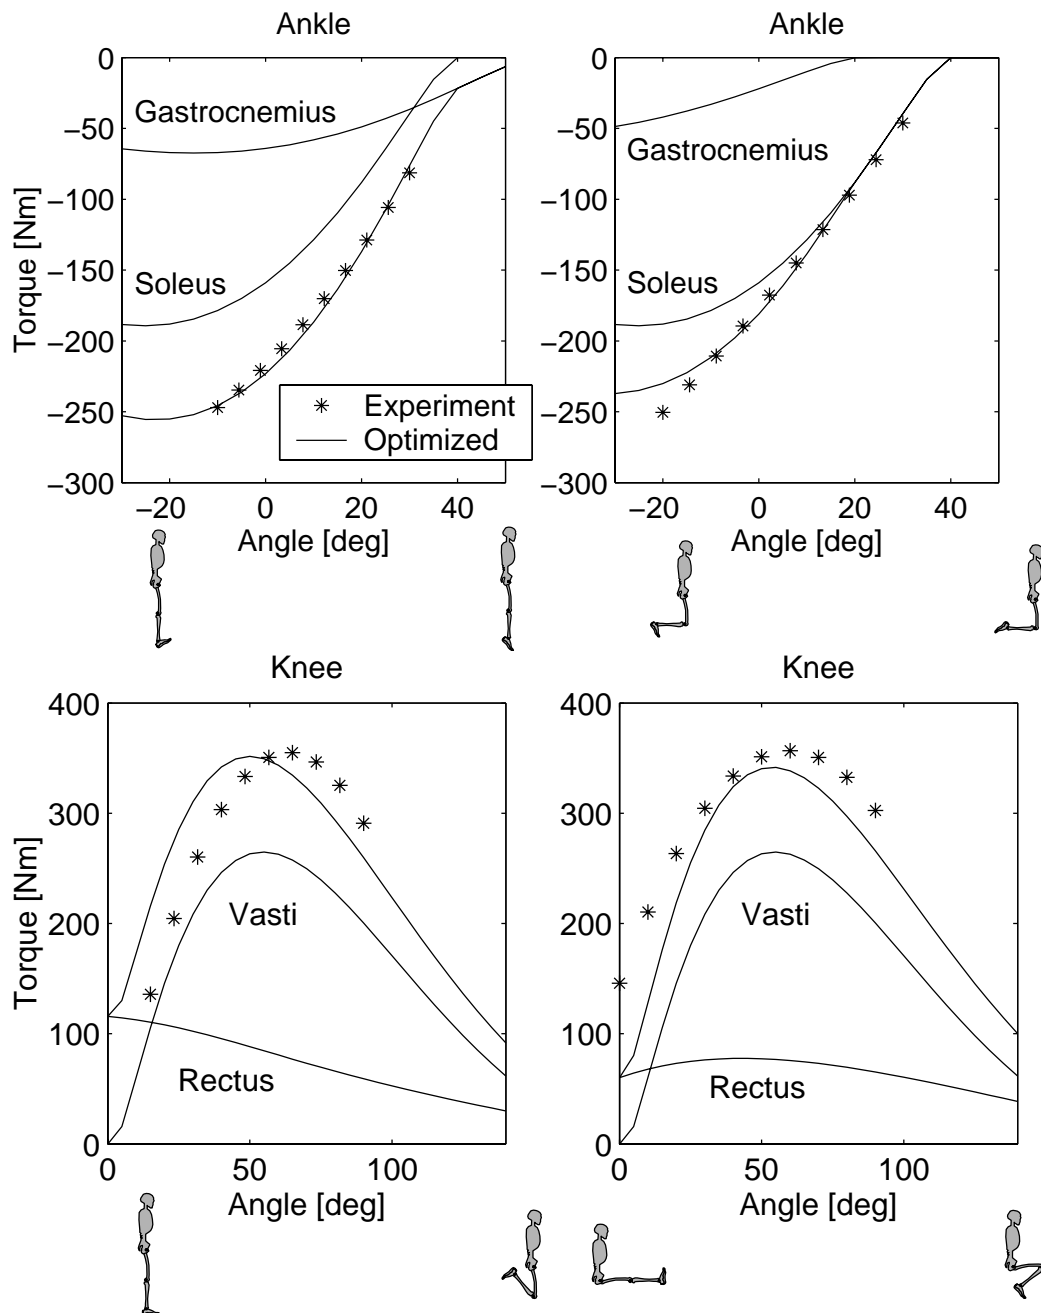 Ankle
Ankle
0
−50
−100
−150
−200
−250
−300
Torque [Nm]
Gastrocnemius
Soleus
Experiment
Optimized
−20
0
20
40
Angle [deg]
0
−50
−100
−150
−200
−250
−300
Gastrocnemius
Soleus
−20
0
20
40
Angle [deg]
Knee
Knee
400
300
200
100
0
Torque [Nm]
Vasti
Rectus
0
50
100
Angle [deg]
400
300
200
100
0
Vasti
Rectus
0
50
100
Angle [deg]